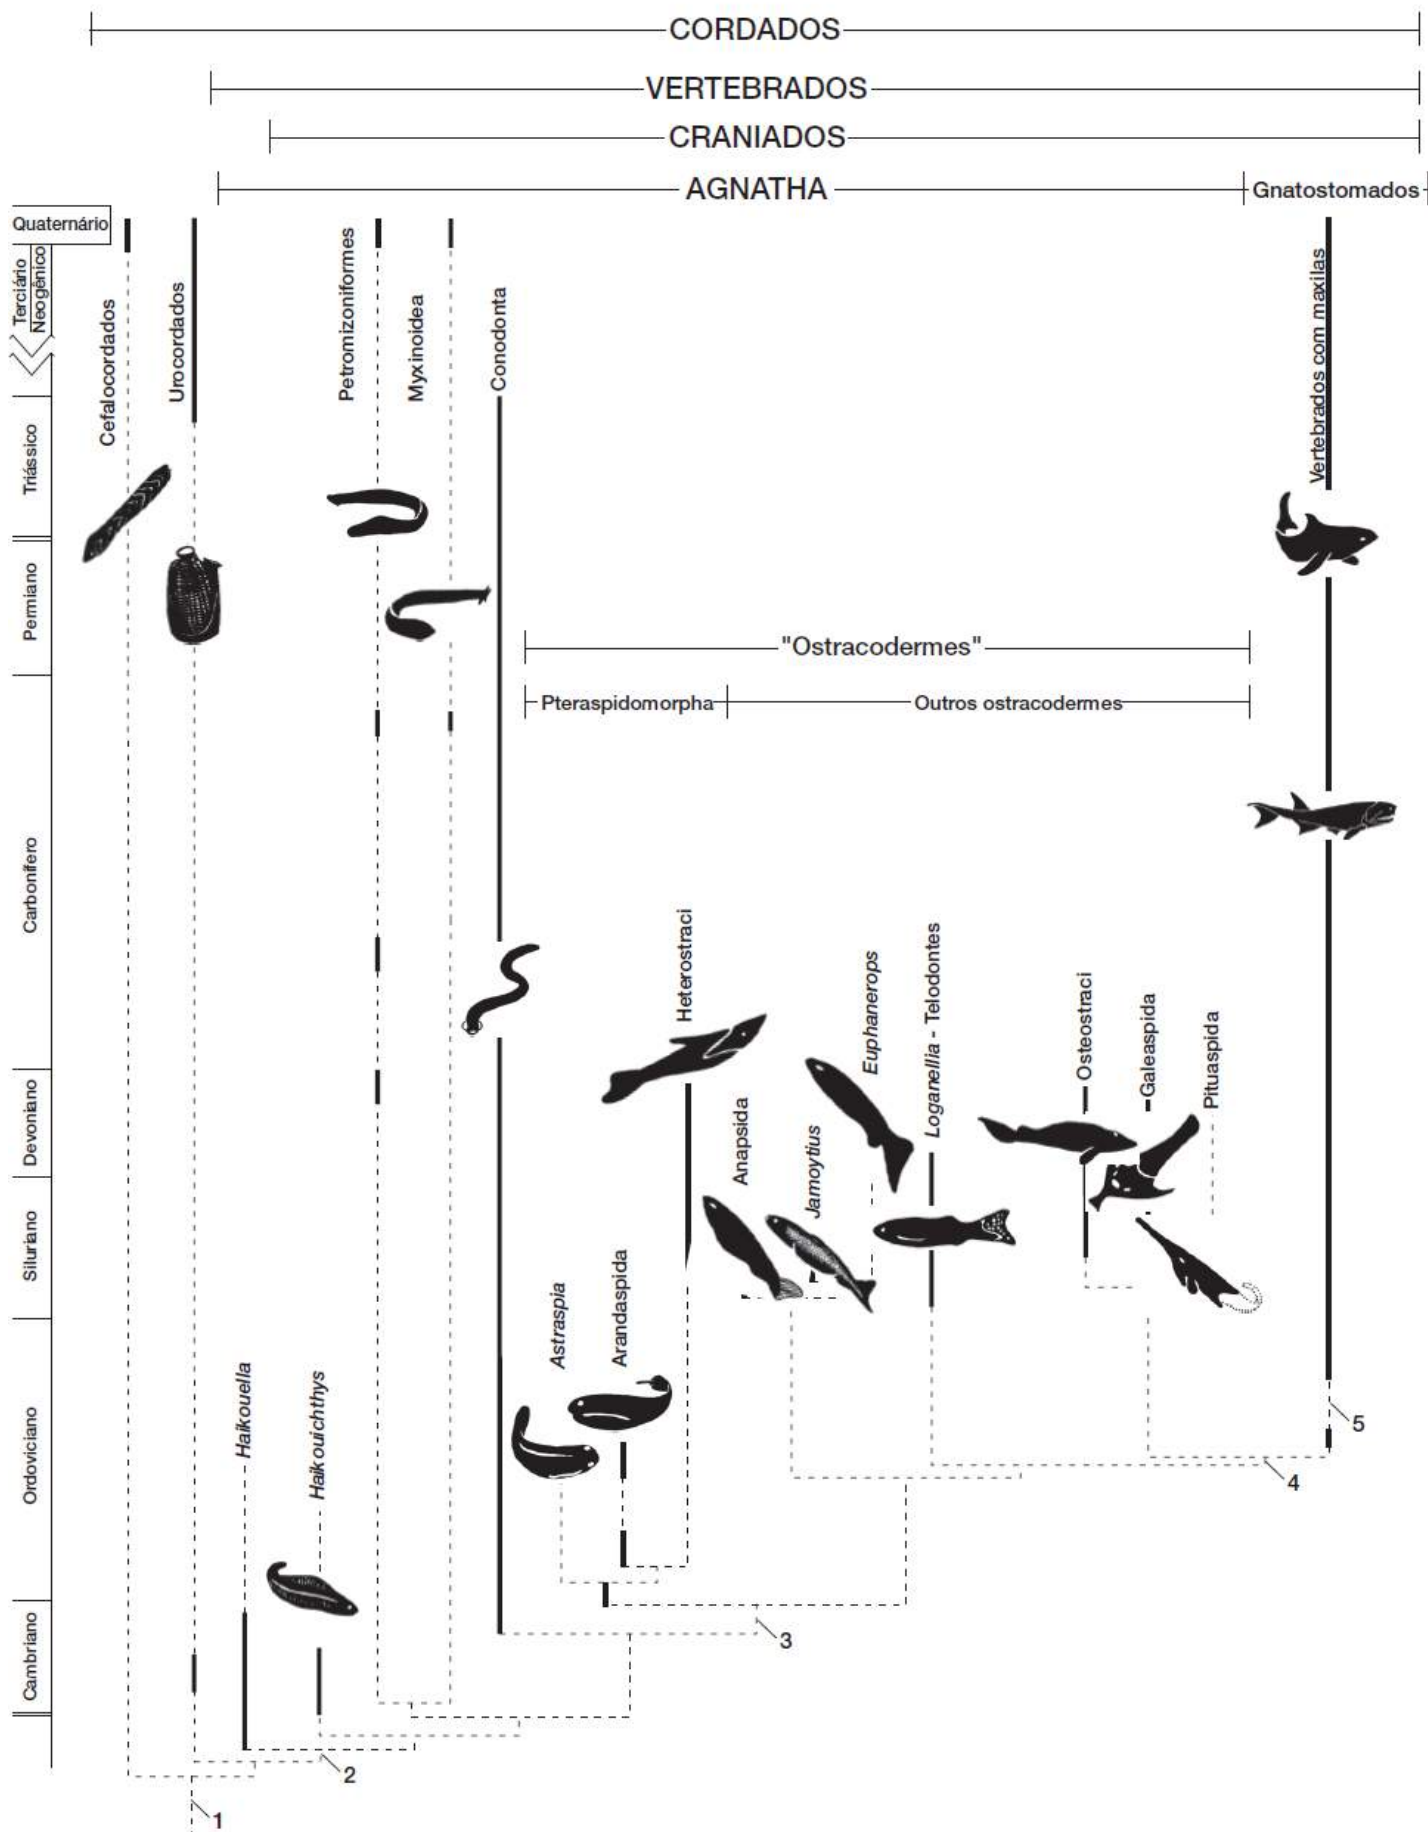 CORDADOS
VERTEBRADOS
CRANIADOS
AGNATHA
Gnatostomados
Quaternário
Terciário
Neogênico
Triássico
Permiano
Carbonífero
Devoniano
Siluriano
Ordoviciano
Cambriano
Cefalocordados
Urocordados
Petromizoniformes
Myxinoidea
Conodonta
Vertebrados com maxilas
"Ostracodermes"
Pteraspidomorpha
Outros ostracodermes
Heterostraci
Euphanerops
Loganellia - Telodontes
Osteostraci
Galeaspida
Pituaspida
Anapsida
Jamoytius
Astraspia
Arandaspida
Haikouella
Haikouichthys
5
4
3
2
1